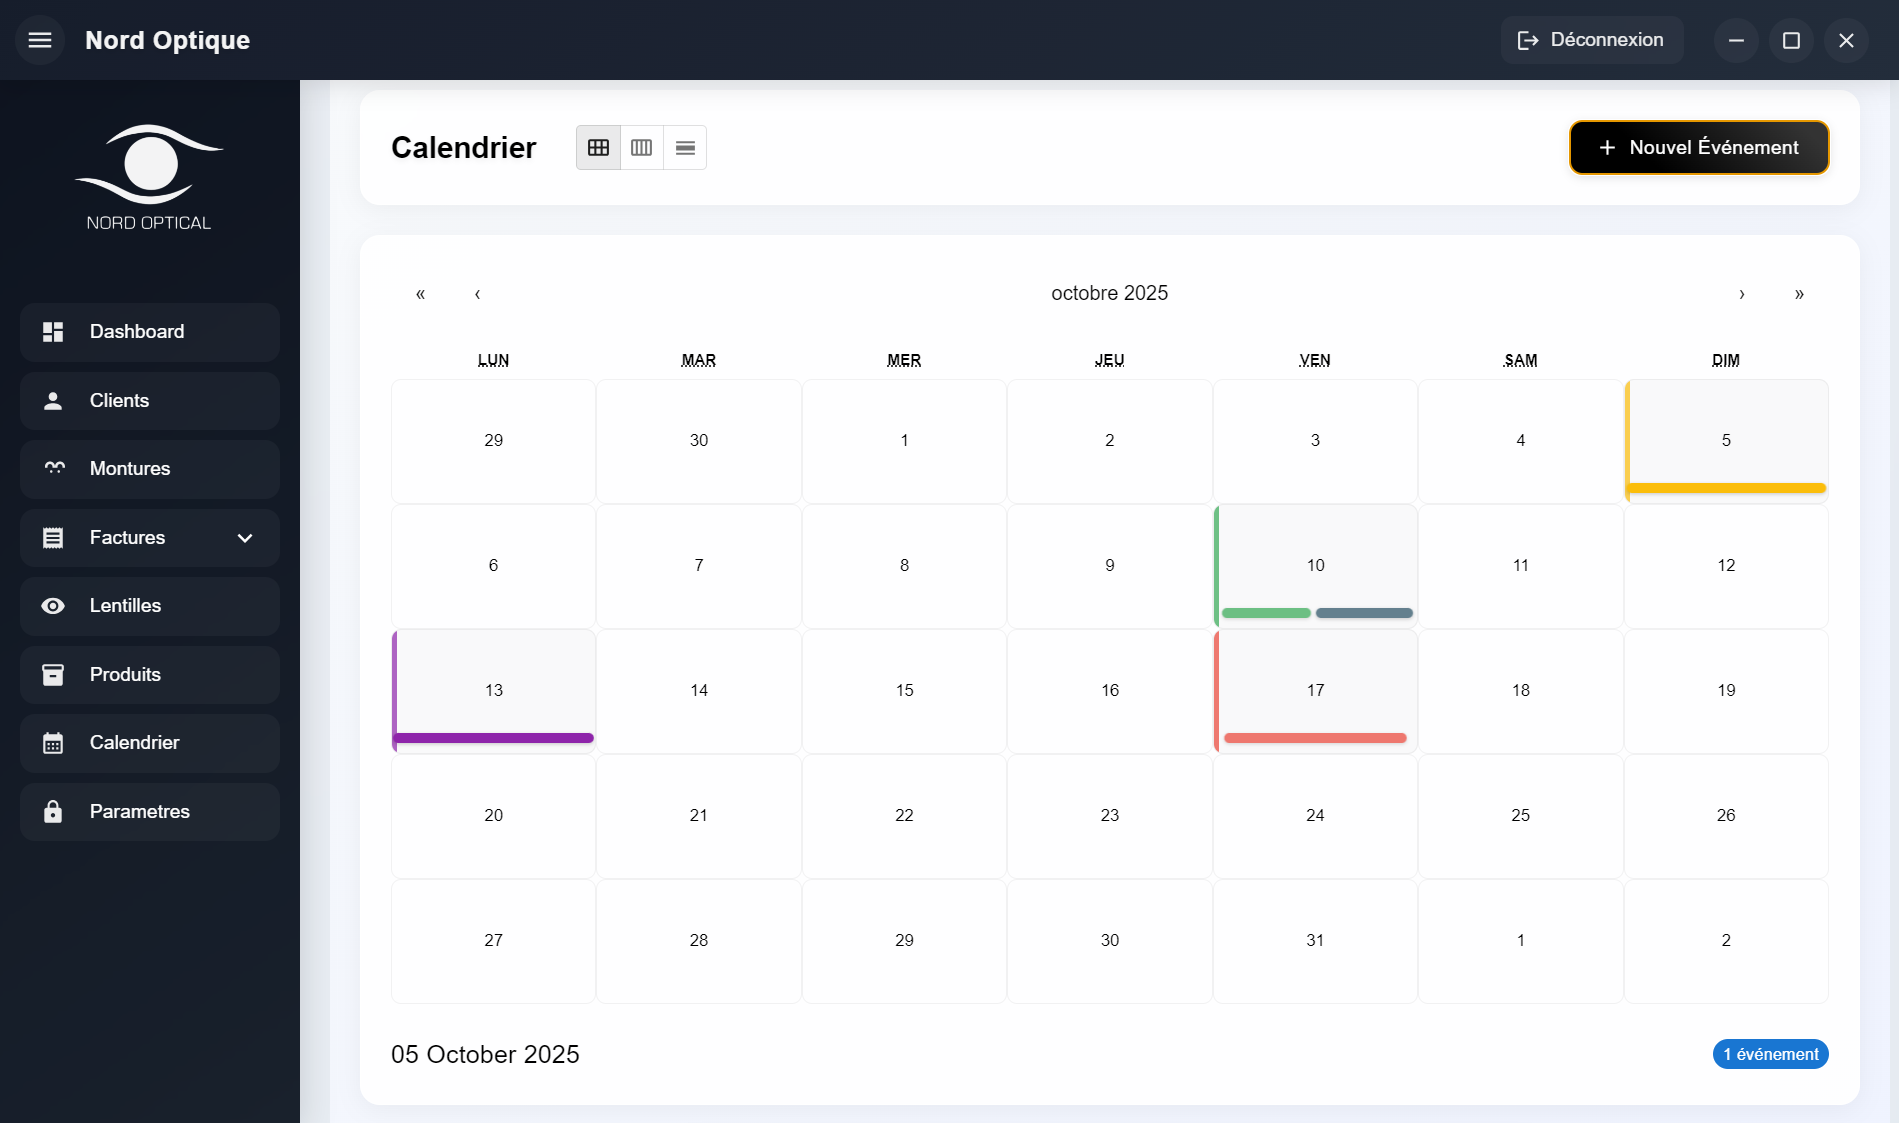 Nord Optique
Déconnexion
NORD OPTICAL
Dashboard
Clients
Montures
Factures
Lentilles
Produits
Calendrier
Parametres
Calendrier
+ Nouvel Événement
« ‹ octobre 2025 › »
LUN MAR MER JEU VEN SAM DIM
29 30 1 2 3 4 5
6 7 8 9 10 11 12
13 14 15 16 17 18 19
20 21 22 23 24 25 26
27 28 29 30 31 1 2
05 October 2025
1 événement